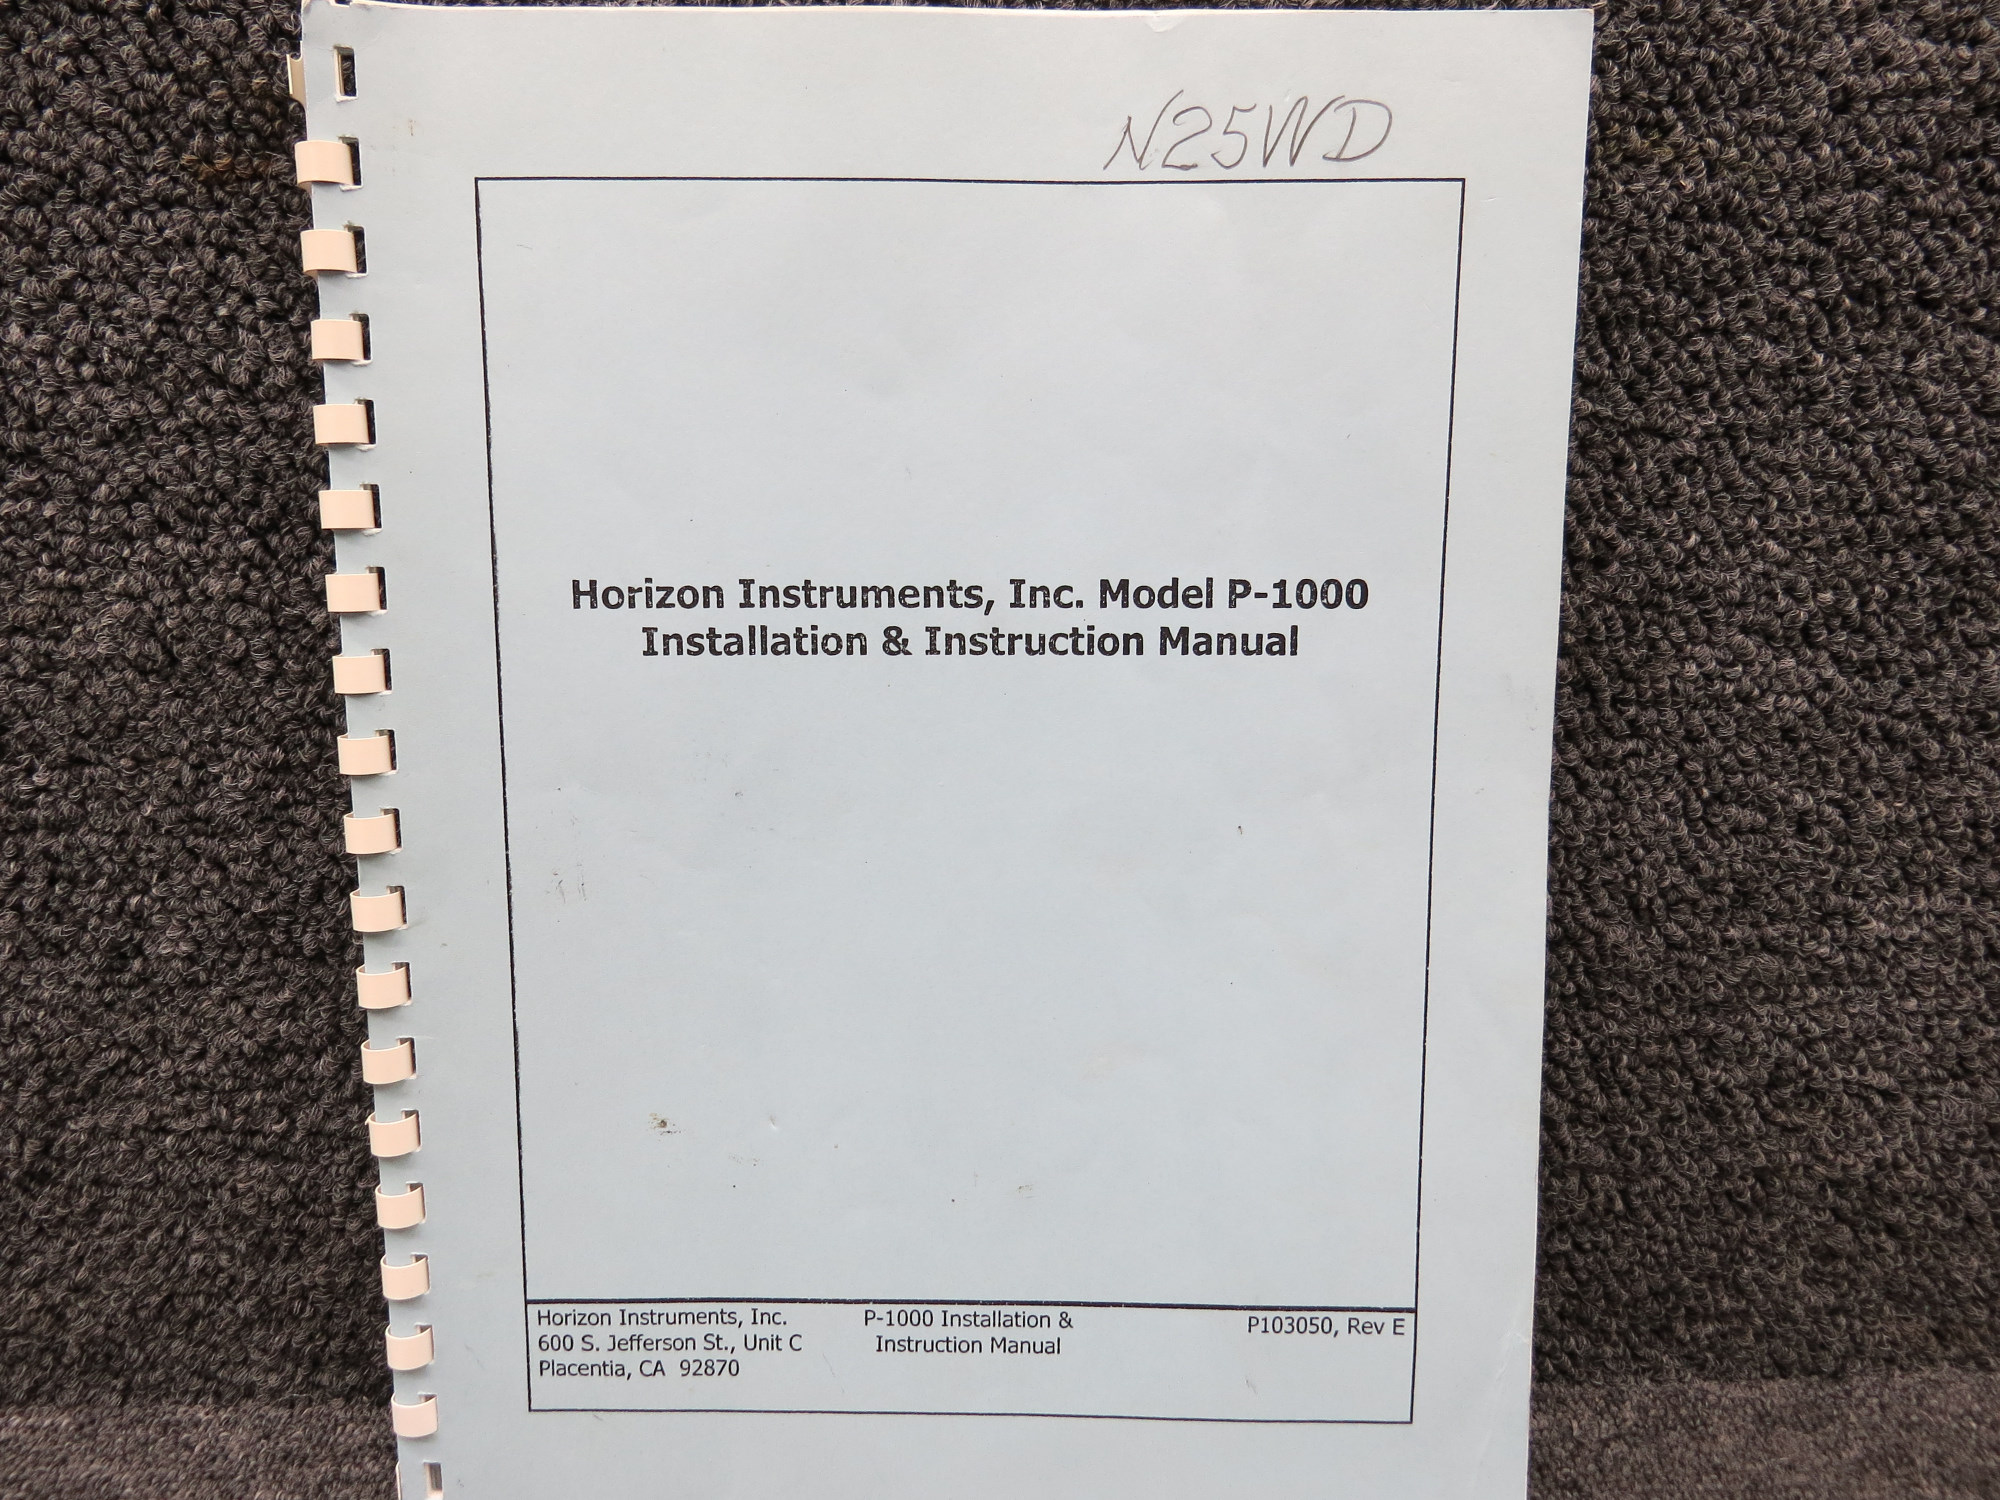 N25WD
Horizon Instruments, Inc. Model P-1000
Installation & Instruction Manual
Horizon Instruments, Inc.
600 S. Jefferson St., Unit C
Placentia, CA 92870
P-1000 Installation &
Instruction Manual
P103050, Rev E